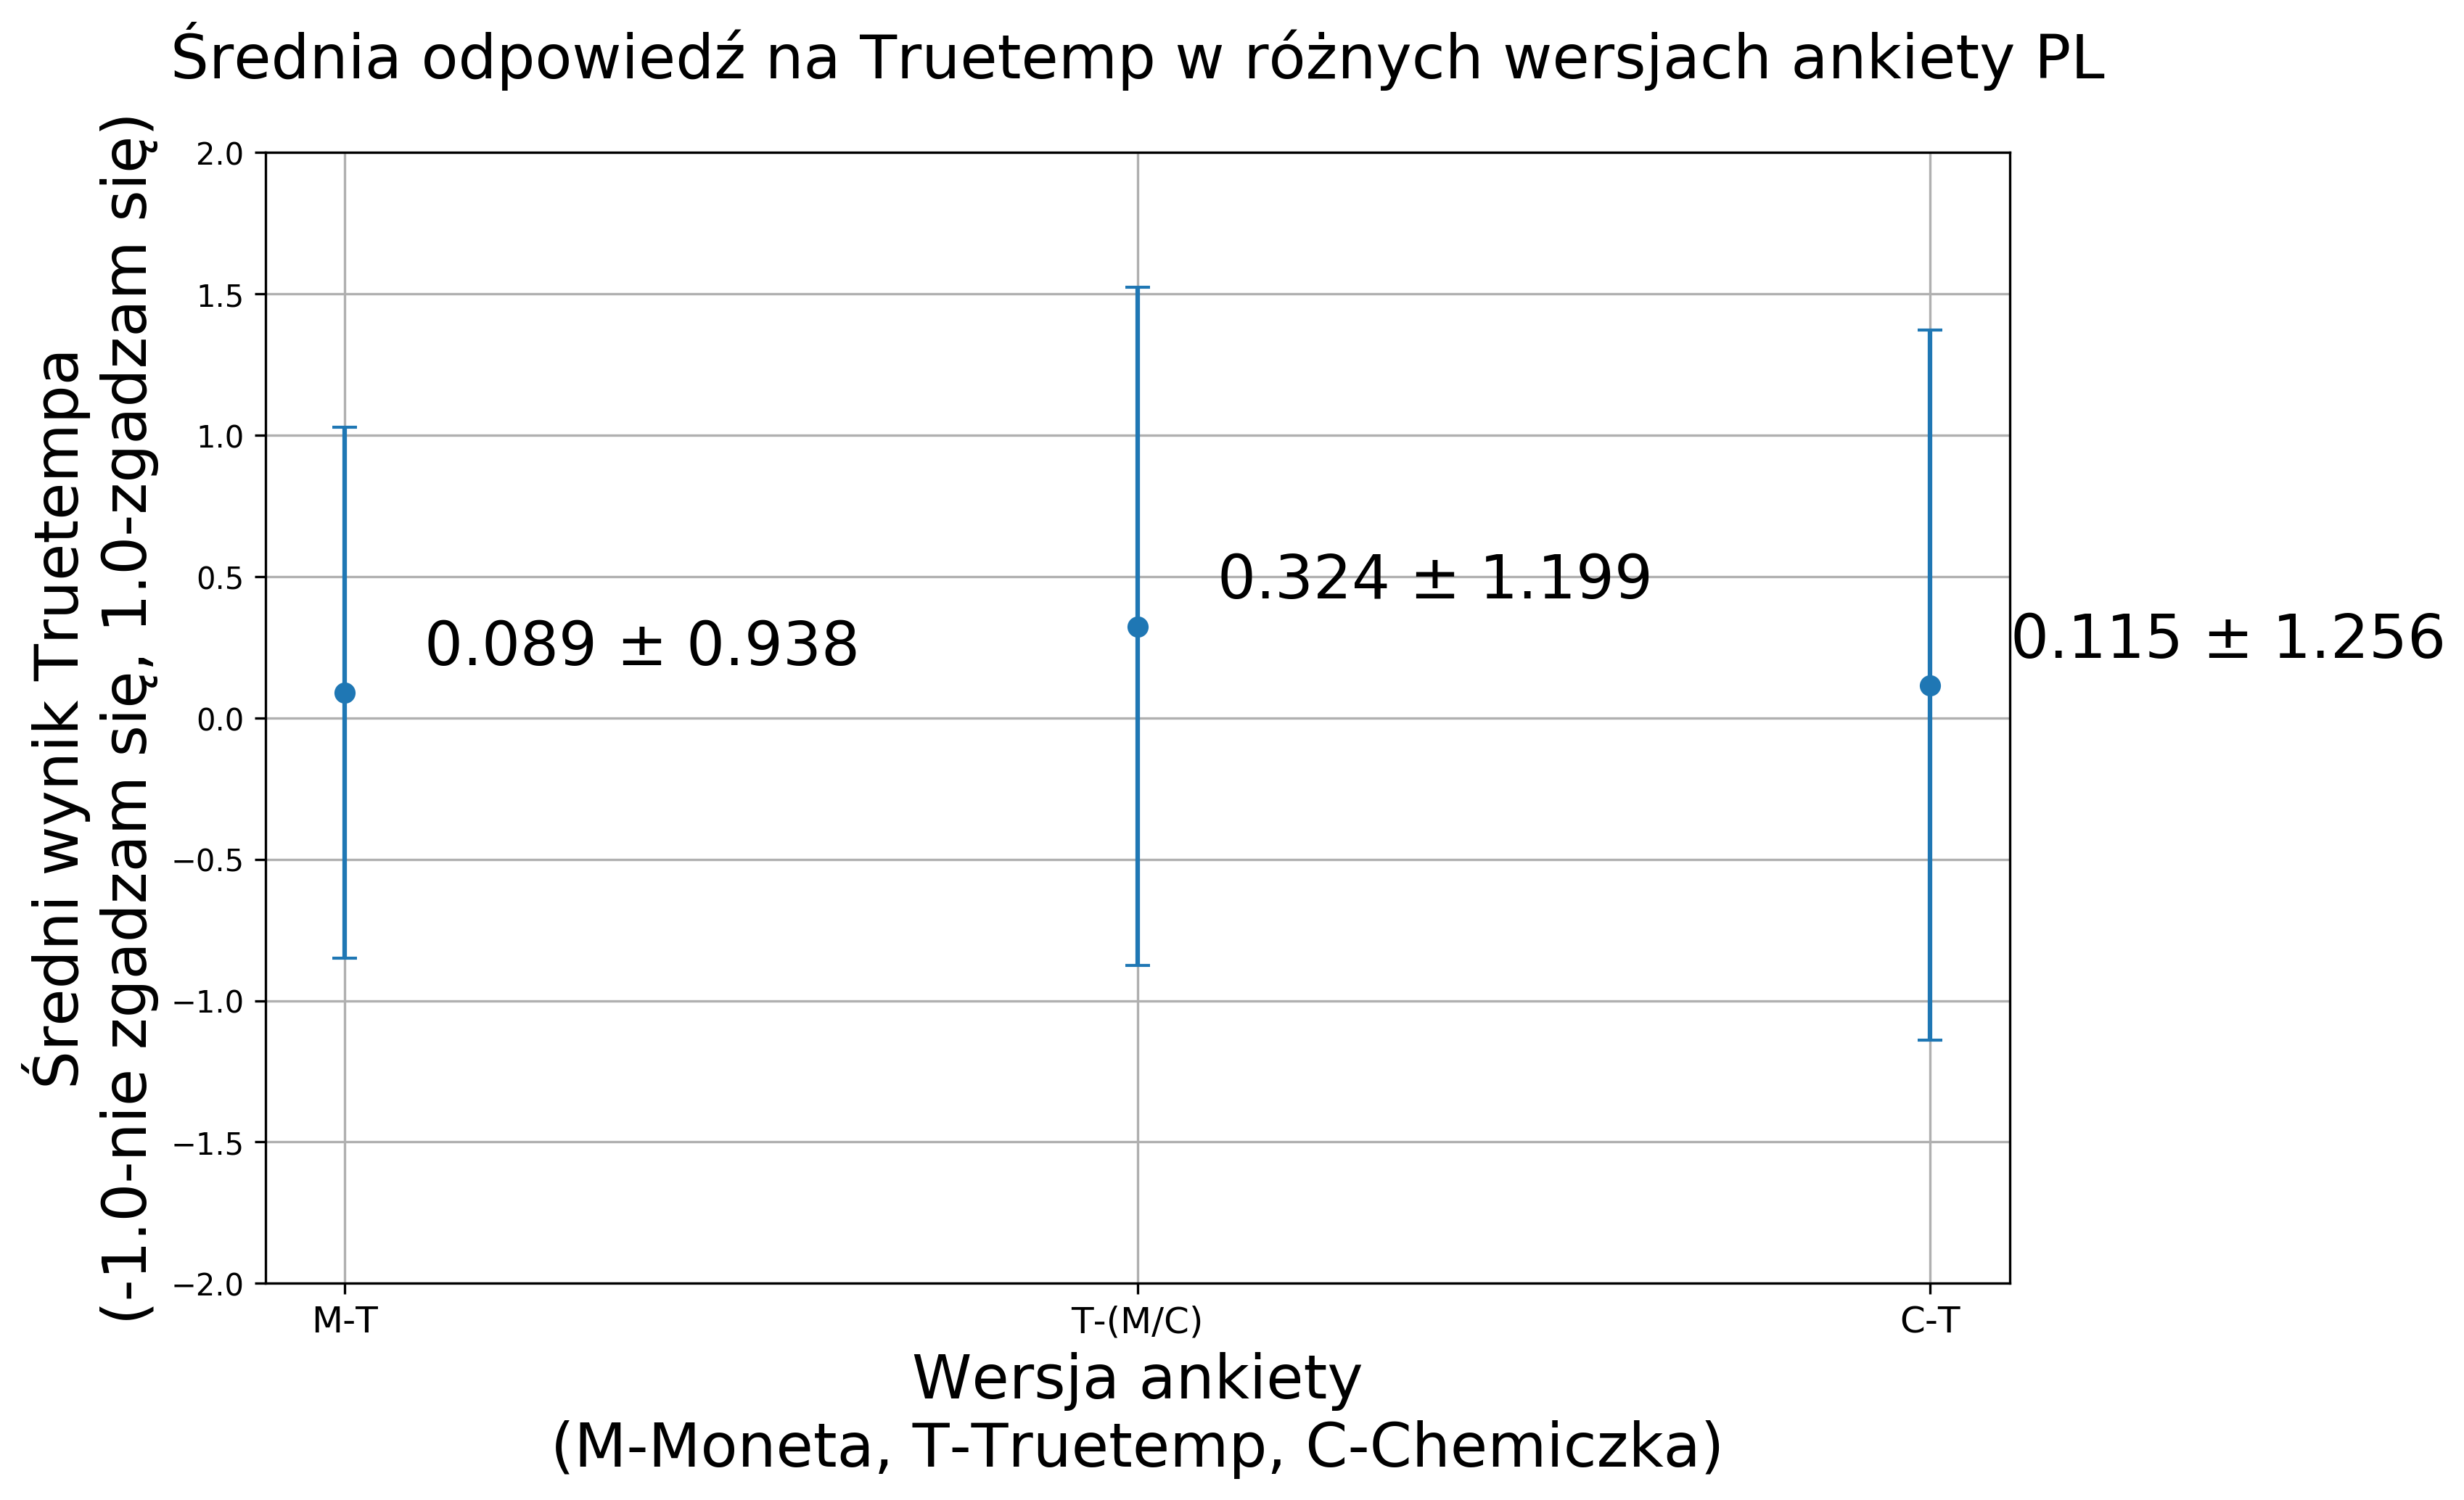 Średnia odpowiedź na Truetemp w różnych wersjach ankiety PL
Średni wynik Truetempa
(-1.0-nie zgadzam się, 1.0-zgadzam się)
2.0
1.5
1.0
0.5
0.0
−0.5
−1.0
−1.5
−2.0
0.089 ± 0.938
0.324 ± 1.199
0.115 ± 1.256
M-T
T-(M/C)
C-T
Wersja ankiety
(M-Moneta, T-Truetemp, C-Chemiczka)